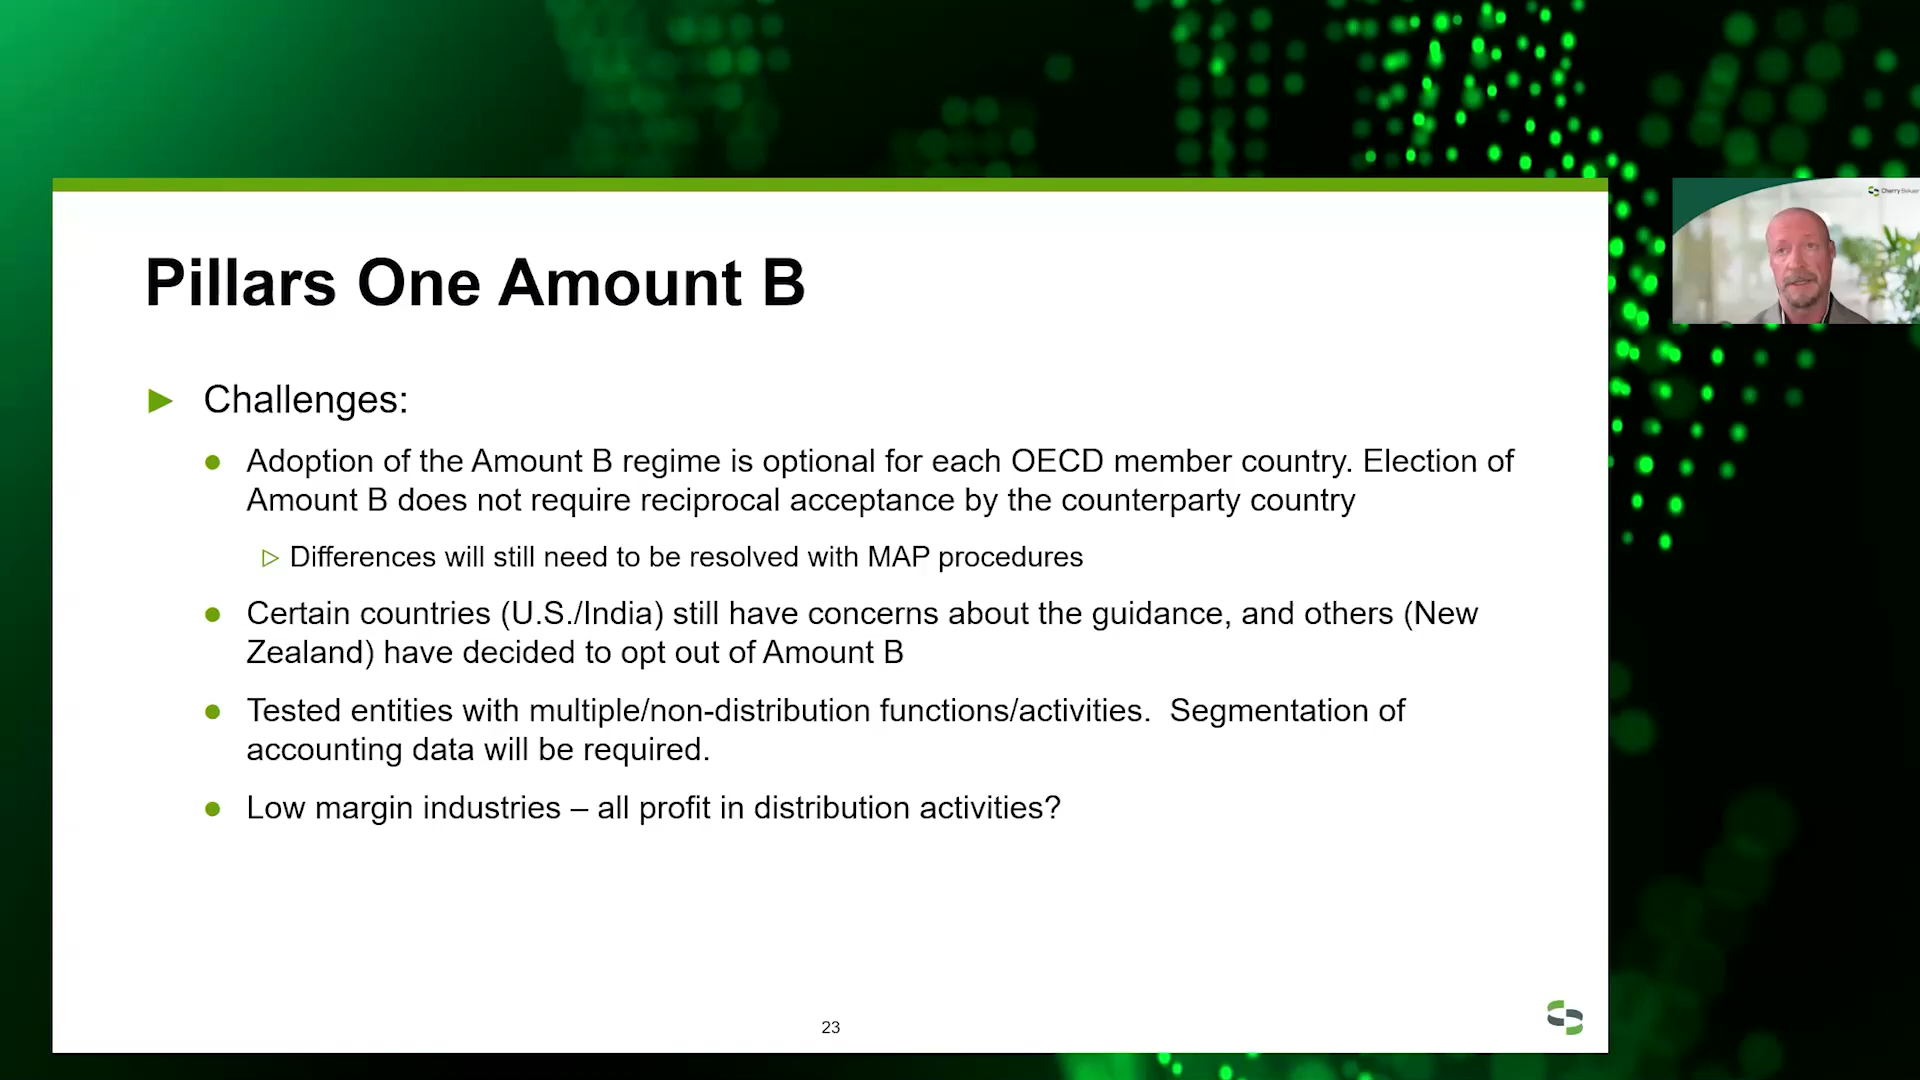 Pillars One Amount B
Challenges:
Adoption of the Amount B regime is optional for each OECD member country. Election of
Amount B does not require reciprocal acceptance by the counterparty country
Differences will still need to be resolved with MAP procedures
Certain countries (U.S./India) still have concerns about the guidance, and others (New
Zealand) have decided to opt out of Amount B
Tested entities with multiple/non-distribution functions/activities.  Segmentation of
accounting data will be required.
Low margin industries – all profit in distribution activities?
23
Cherry Bekaert